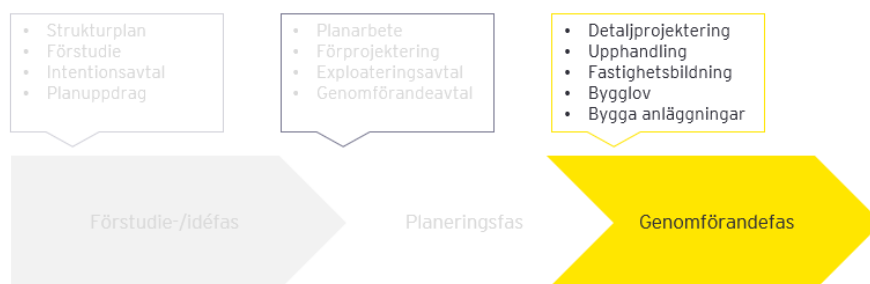 • Strukturplan
• Förstudie
• Intentionsavtal
• Planuppdrag
• Planarbete
• Förprojektering
• Exploateringsavtal
• Genomförandeavtal
• Detaljprojektering
• Upphandling
• Fastighetsbildning
• Bygglov
• Bygga anläggningar
Förstudie-/idéfas
Planeringsfas
Genomförandefas